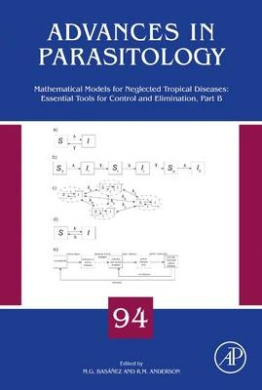 ADVANCES IN
PARASITOLOGY
Mathematical Models for Neglected Tropical Diseases:
Essential Tools for Control and Elimination, Part B
a)
S
I
b)
c)
d)
S
I
e)
94
Edited by
M.G. BASÁÑEZ AND R.M. ANDERSON
AP